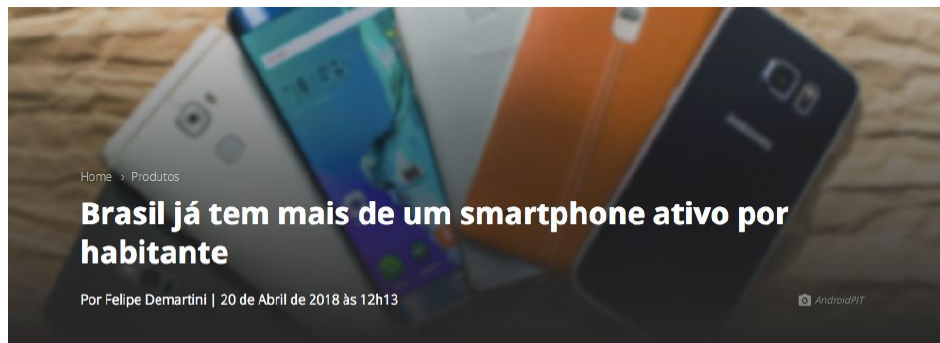 Home › Produtos
Brasil já tem mais de um smartphone ativo por
habitante
Por Felipe Demartini | 20 de Abril de 2018 às 12h13
AndroidPIT
SAMSUNG